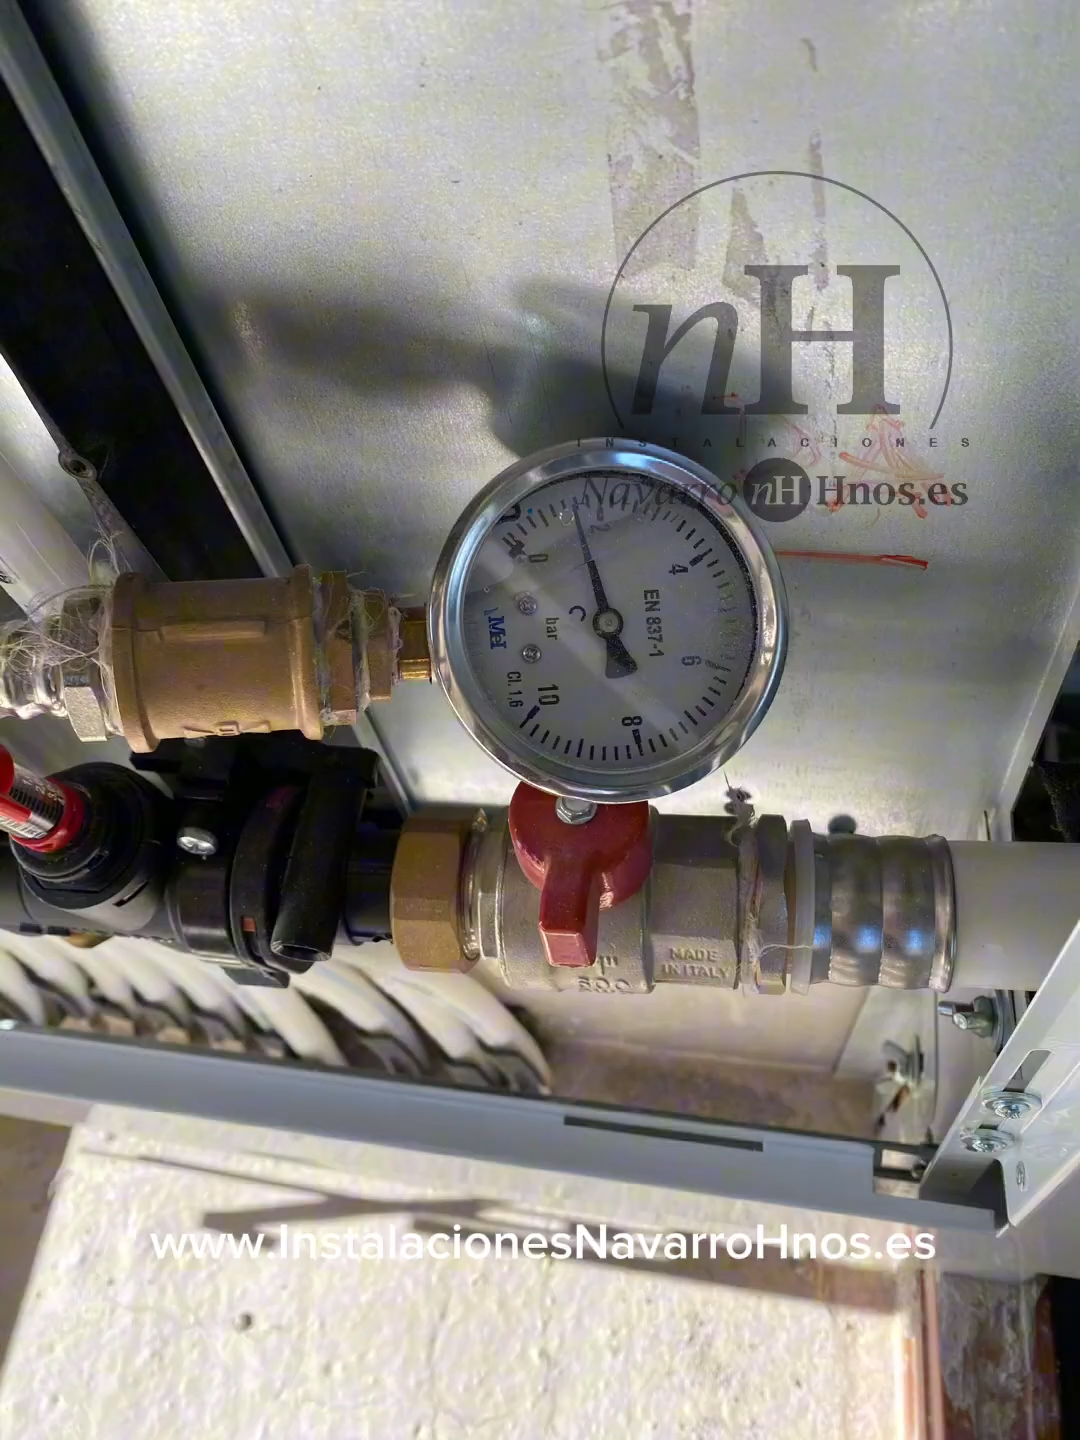 nH
INSTALACIONES
Navarro nH Hnos.es
0 2 4 6 8 10
bar
EN 837-1
Cl. 1,6
MADE
IN ITALY
www.InstalacionesNavarroHnos.es